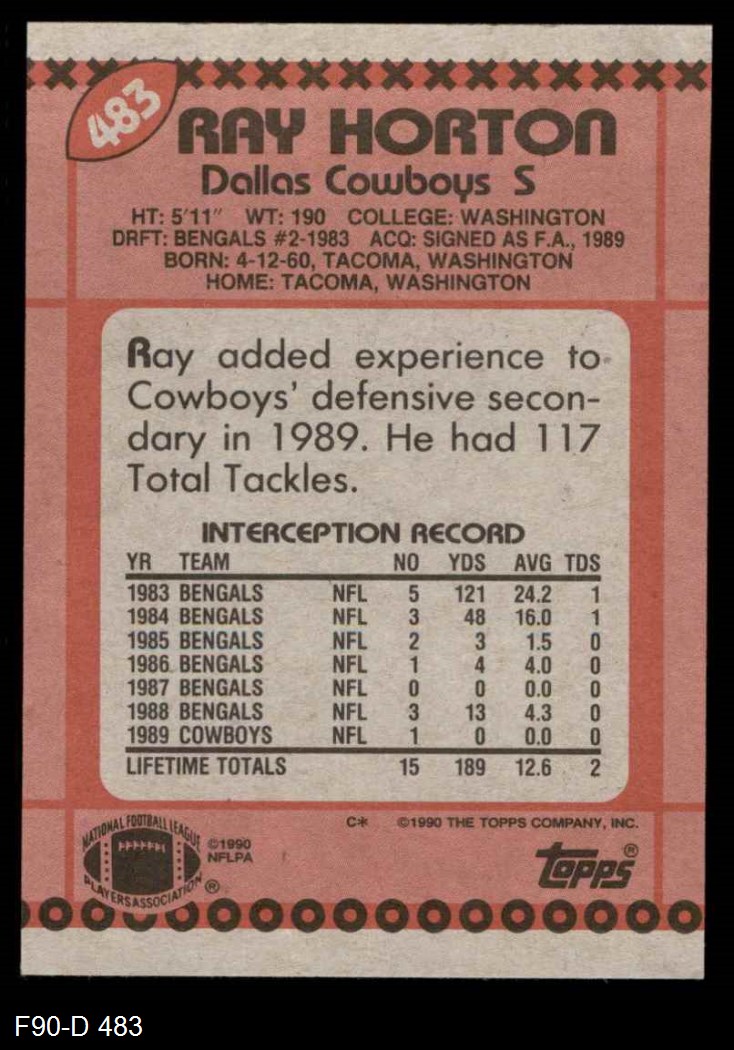 483
RAY HORTON
Dallas Cowboys S
HT: 5'11" WT: 190 COLLEGE: WASHINGTON
DRFT: BENGALS #2-1983 ACQ: SIGNED AS F.A., 1989
BORN: 4-12-60, TACOMA, WASHINGTON
HOME: TACOMA, WASHINGTON
Ray added experience to
Cowboys' defensive secon-
dary in 1989. He had 117
Total Tackles.
INTERCEPTION RECORD
YR TEAM NO YDS AVG TDS
1983 BENGALS NFL 5 121 24.2 1
1984 BENGALS NFL 3 48 16.0 1
1985 BENGALS NFL 2 3 1.5 0
1986 BENGALS NFL 1 4 4.0 0
1987 BENGALS NFL 0 0 0.0 0
1988 BENGALS NFL 3 13 4.3 0
1989 COWBOYS NFL 1 0 0.0 0
LIFETIME TOTALS 15 189 12.6 2
C* ©1990 THE TOPPS COMPANY, INC.
NATIONAL FOOTBALL LEAGUE
PLAYERS ASSOCIATION ®
©1990
NFLPA
TOPPS®
F90-D 483